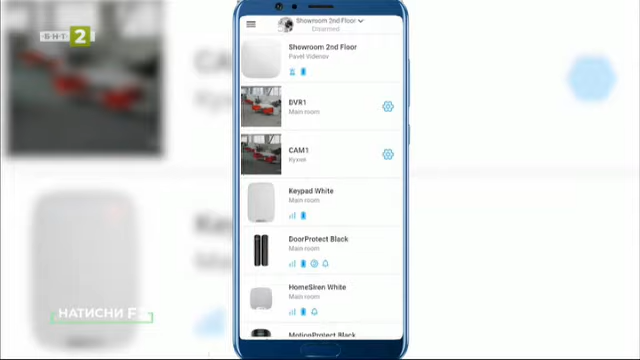 БНТ 2
Showroom 2nd Floor
Disarmed
Showroom 2nd Floor
Pavel Videnov
DVR1
Main room
CAM1
Кухня
Keypad White
Main room
DoorProtect Black
Main room
HomeSiren White
Main room
MotionProtect Black
НАТИСНИ F